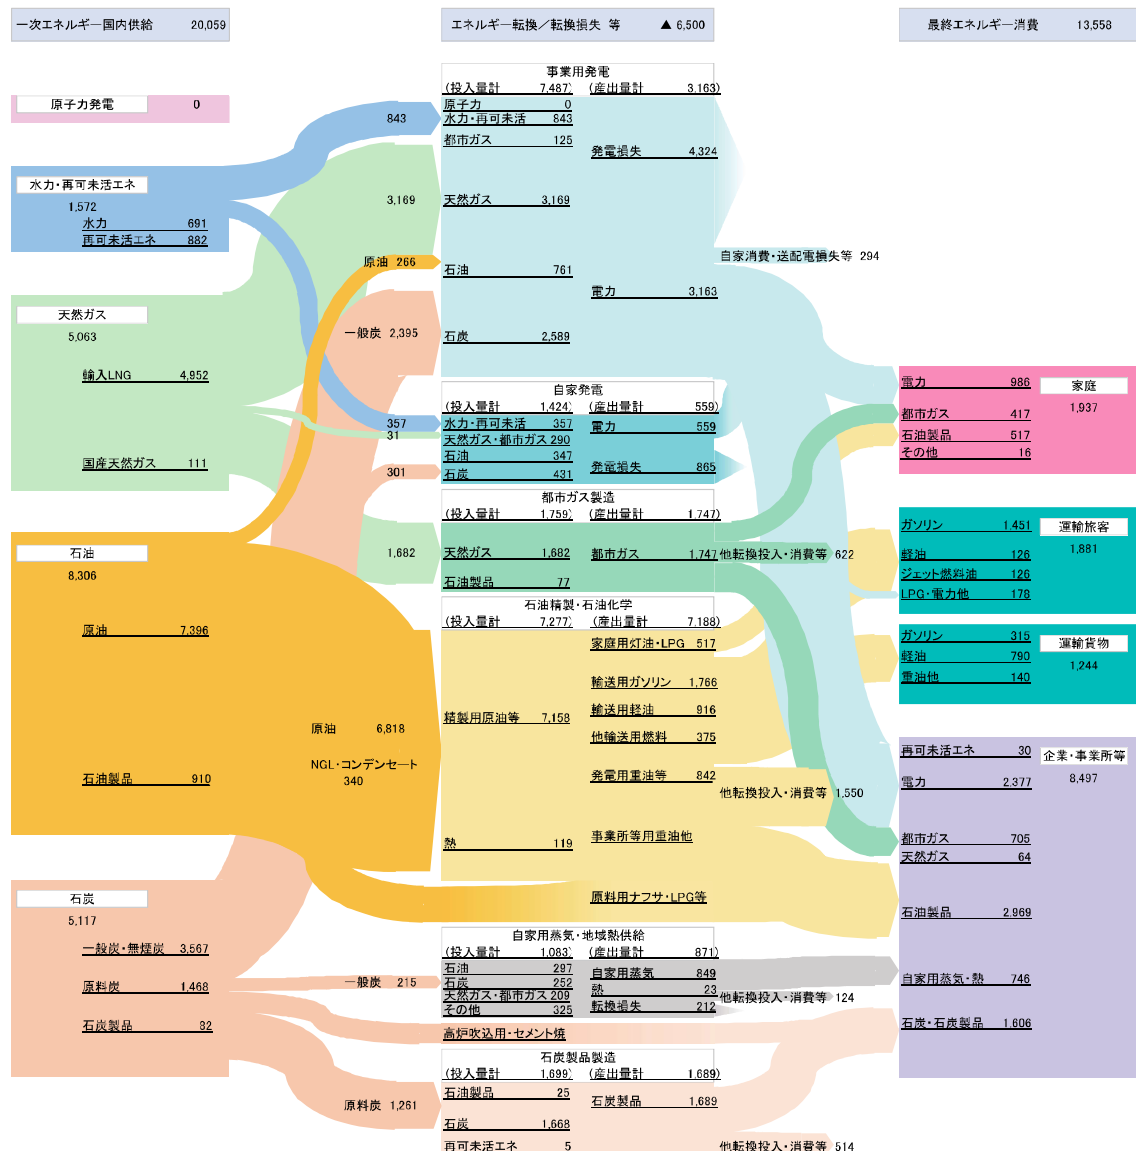 一次エネルギー国内供給 20,059
エネルギー転換／転換損失 等 ▲ 6,500
最終エネルギー消費 13,558
原子力発電 0
水力・再可未活エネ
1,572
水力 691
再可未活エネ 882
天然ガス
5,063
輸入LNG 4,952
国産天然ガス 111
石油
8,306
原油 7,396
石油製品 910
石炭
5,117
一般炭・無煙炭 3,567
原料炭 1,468
石炭製品 82
843
3,169
原油 266
一般炭 2,395
357
31
301
1,682
原油 6,818
NGL・コンデンセート
340
一般炭 215
原料炭 1,261
事業用発電
(投入量計 7,487) (産出量計 3,163)
原子力 0
水力・再可未活 843
都市ガス 125
発電損失 4,324
天然ガス 3,169
石油 761
電力 3,163
石炭 2,589
自家消費・送配電損失等 294
自家発電
(投入量計 1,424) (産出量計 559)
水力・再可未活 357
電力 559
天然ガス・都市ガス 290
石油 347
発電損失 865
石炭 431
都市ガス製造
(投入量計 1,759) (産出量計 1,747)
天然ガス 1,682
都市ガス 1,747
他転換投入・消費等 622
石油製品 77
石油精製・石油化学
(投入量計 7,277) (産出量計 7,188)
家庭用灯油・LPG 517
輸送用ガソリン 1,766
精製用原油等 7,158
輸送用軽油 916
他輸送用燃料 375
発電用重油等 842
他転換投入・消費等 1,550
熱 119
事業所等用重油他
原料用ナフサ・LPG等
自家用蒸気・地域熱供給
(投入量計 1,083) (産出量計 871)
石油 297
自家用蒸気 849
石炭 252
熱 23
天然ガス・都市ガス 209
他転換投入・消費等 124
その他 325
転換損失 212
高炉吹込用・セメント焼
石炭製品製造
(投入量計 1,699) (産出量計 1,689)
石油製品 25
石炭製品 1,689
石炭 1,668
再可未活エネ 5
他転換投入・消費等 514
家庭
1,937
電力 986
都市ガス 417
石油製品 517
その他 16
運輸旅客
1,881
ガソリン 1,451
軽油 126
ジェット燃料油 126
LPG・電力他 178
運輸貨物
1,244
ガソリン 315
軽油 790
重油他 140
企業・事業所等
8,497
再可未活エネ 30
電力 2,377
都市ガス 705
天然ガス 64
石油製品 2,969
自家用蒸気・熱 746
石炭・石炭製品 1,606